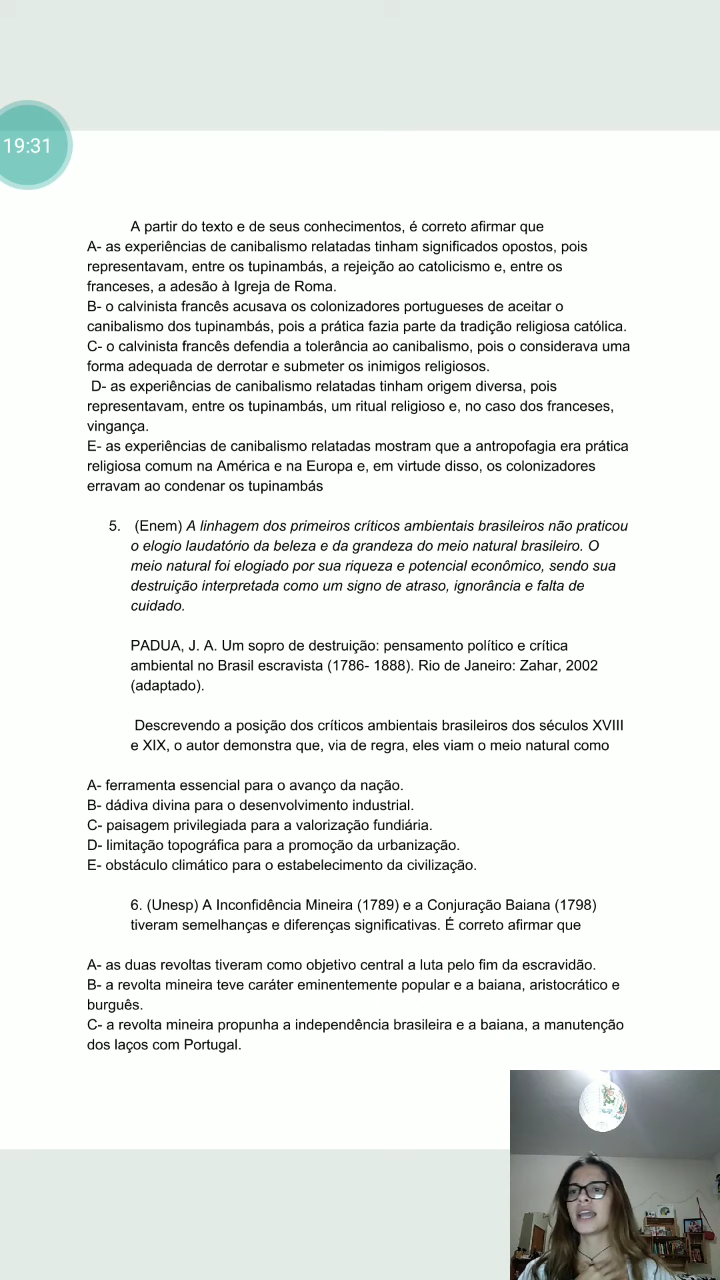 19:31
A partir do texto e de seus conhecimentos, é correto afirmar que
A- as experiências de canibalismo relatadas tinham significados opostos, pois
representavam, entre os tupinambás, a rejeição ao catolicismo e, entre os
franceses, a adesão à Igreja de Roma.
B- o calvinista francês acusava os colonizadores portugueses de aceitar o
canibalismo dos tupinambás, pois a prática fazia parte da tradição religiosa católica.
C- o calvinista francês defendia a tolerância ao canibalismo, pois o considerava uma
forma adequada de derrotar e submeter os inimigos religiosos.
D- as experiências de canibalismo relatadas tinham origem diversa, pois
representavam, entre os tupinambás, um ritual religioso e, no caso dos franceses,
vingança.
E- as experiências de canibalismo relatadas mostram que a antropofagia era prática
religiosa comum na América e na Europa e, em virtude disso, os colonizadores
erravam ao condenar os tupinambás
5. (Enem) A linhagem dos primeiros críticos ambientais brasileiros não praticou
o elogio laudatório da beleza e da grandeza do meio natural brasileiro. O
meio natural foi elogiado por sua riqueza e potencial econômico, sendo sua
destruição interpretada como um signo de atraso, ignorância e falta de
cuidado.
PADUA, J. A. Um sopro de destruição: pensamento político e crítica
ambiental no Brasil escravista (1786- 1888). Rio de Janeiro: Zahar, 2002
(adaptado).
Descrevendo a posição dos críticos ambientais brasileiros dos séculos XVIII
e XIX, o autor demonstra que, via de regra, eles viam o meio natural como
A- ferramenta essencial para o avanço da nação.
B- dádiva divina para o desenvolvimento industrial.
C- paisagem privilegiada para a valorização fundiária.
D- limitação topográfica para a promoção da urbanização.
E- obstáculo climático para o estabelecimento da civilização.
6. (Unesp) A Inconfidência Mineira (1789) e a Conjuração Baiana (1798)
tiveram semelhanças e diferenças significativas. É correto afirmar que
A- as duas revoltas tiveram como objetivo central a luta pelo fim da escravidão.
B- a revolta mineira teve caráter eminentemente popular e a baiana, aristocrático e
burguês.
C- a revolta mineira propunha a independência brasileira e a baiana, a manutenção
dos laços com Portugal.